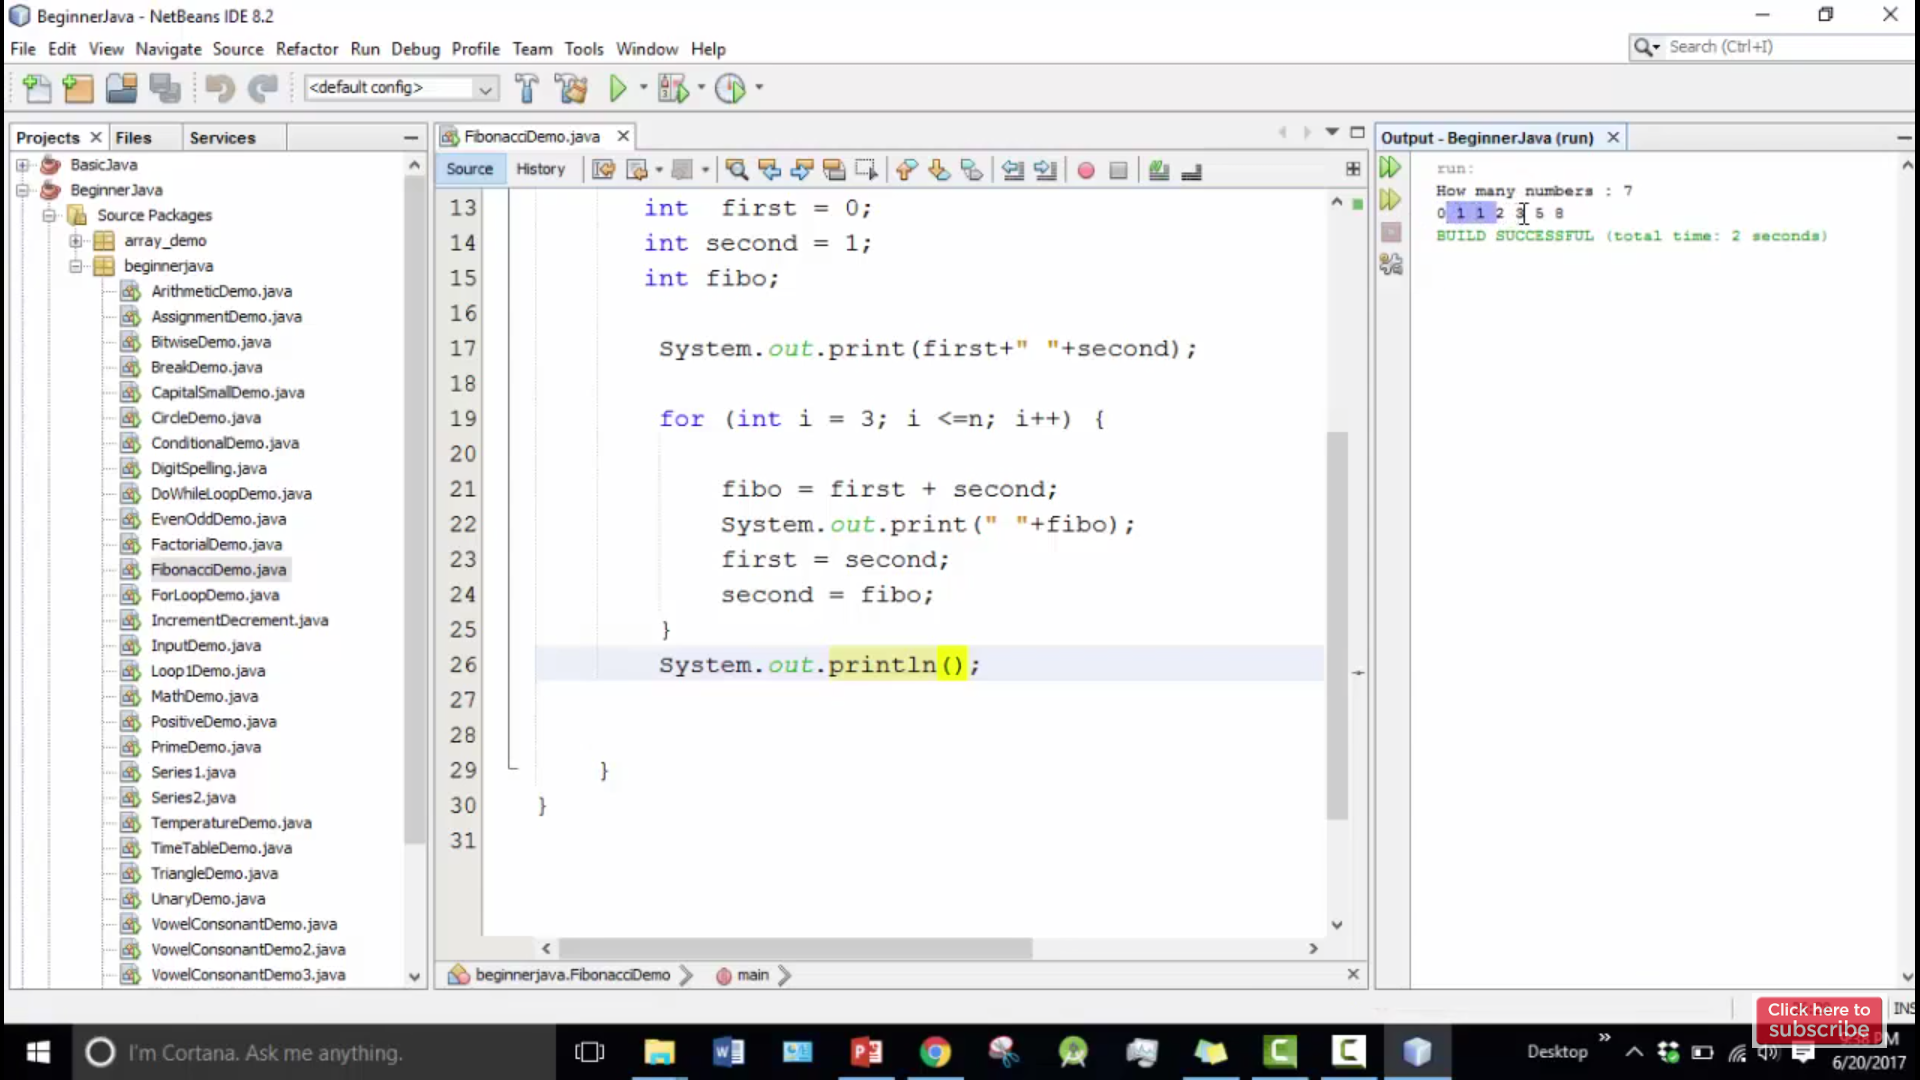 BeginnerJava - NetBeans IDE 8.2
File Edit View Navigate Source Refactor Run Debug Profile Team Tools Window Help
Search (Ctrl+I)
<default config>
Projects Files Services
BasicJava
BeginnerJava
Source Packages
array_demo
beginnerjava
ArithmeticDemo.java
AssignmentDemo.java
BitwiseDemo.java
BreakDemo.java
CapitalSmallDemo.java
CircleDemo.java
ConditionalDemo.java
DigitSpelling.java
DoWhileLoopDemo.java
EvenOddDemo.java
FactorialDemo.java
FibonacciDemo.java
ForLoopDemo.java
IncrementDecrement.java
InputDemo.java
Loop1Demo.java
MathDemo.java
PositiveDemo.java
PrimeDemo.java
Series1.java
Series2.java
TemperatureDemo.java
TimeTableDemo.java
TriangleDemo.java
UnaryDemo.java
VowelConsonantDemo.java
VowelConsonantDemo2.java
VowelConsonantDemo3.java
FibonacciDemo.java
Source History
13 int first = 0;
14 int second = 1;
15 int fibo;
16
17 System.out.print(first+" "+second);
18
19 for (int i = 3; i <=n; i++) {
20
21 fibo = first + second;
22 System.out.print(" "+fibo);
23 first = second;
24 second = fibo;
25 }
26 System.out.println();
27
28
29 }
30 }
31
beginnerjava.FibonacciDemo main
Output - BeginnerJava (run)
run:
How many numbers : 7
0 1 1 2 3 5 8
BUILD SUCCESSFUL (total time: 2 seconds)
INS
Click here to
subscribe
I'm Cortana. Ask me anything.
Desktop
6/20/2017